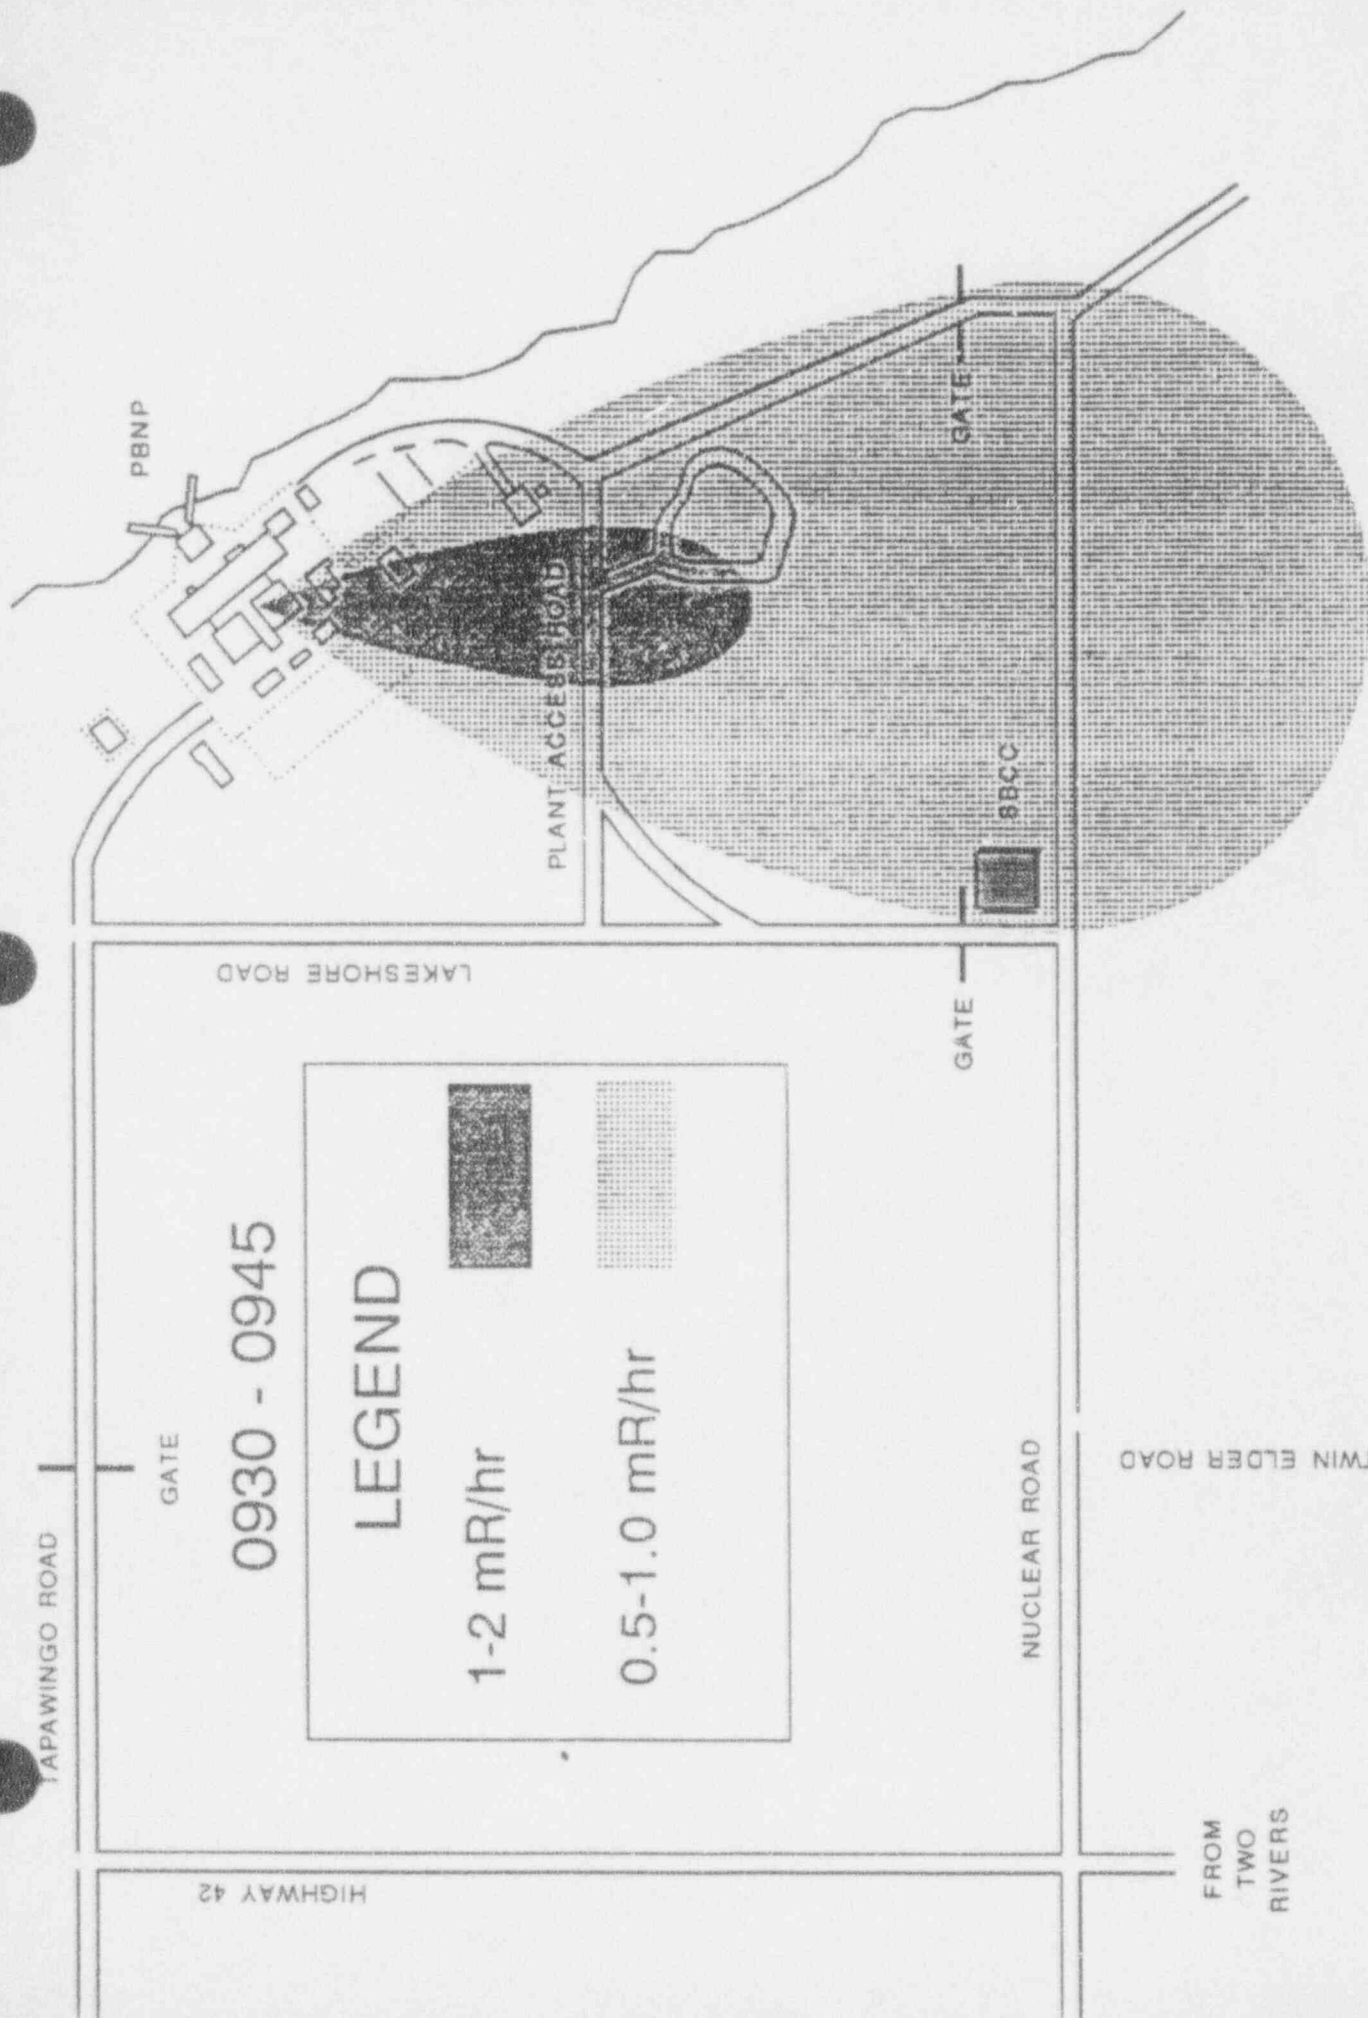 TAPAWINGO ROAD
GATE
PBNP
0930 - 0945
LEGEND
1-2 mR/hr
0.5-1.0 mR/hr
HIGHWAY 42
LAKESHORE ROAD
PLANT ACCESS ROAD
GATE
GATE
SBCC
NUCLEAR ROAD
TWIN ELDER ROAD
FROM
TWO
RIVERS